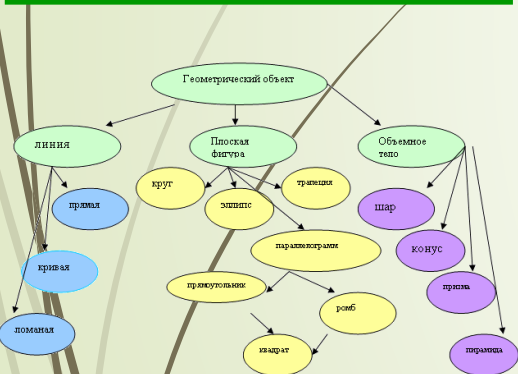 Геометрический объект
линия
Плоская
фигура
Объемное
тело
круг
трапеция
прямая
эллипс
шар
параллелограмм
конус
кривая
прямоугольник
призма
ромб
ломаная
квадрат
пирамида